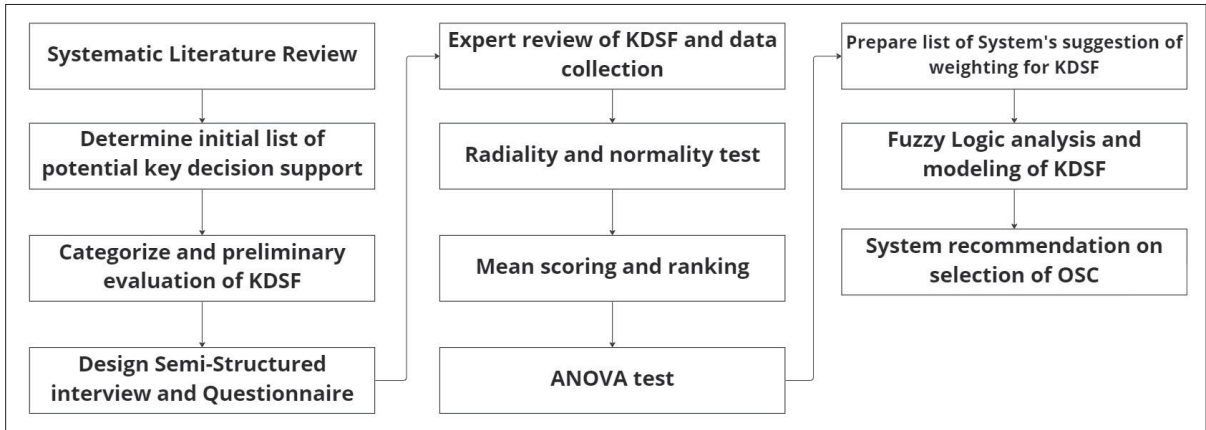 Systematic Literature Review
Determine initial list of
potential key decision support
Categorize and preliminary
evaluation of KDSF
Design Semi-Structured
interview and Questionnaire
Expert review of KDSF and data
collection
Radiality and normality test
Mean scoring and ranking
ANOVA test
Prepare list of System's suggestion of
weighting for KDSF
Fuzzy Logic analysis and
modeling of KDSF
System recommendation on
selection of OSC